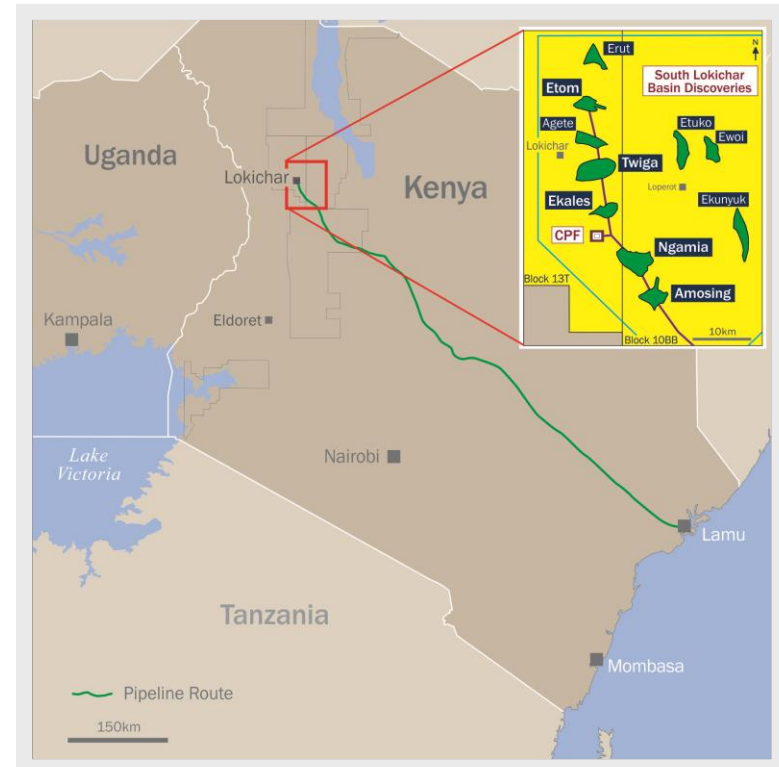 Uganda
Kenya
Lokichar
Kampala
Eldoret
Lake
Victoria
Nairobi
Lamu
Tanzania
Mombasa
Pipeline Route
150km
Erut
N
South Lokichar
Basin Discoveries
Etom
Agete
Etuko
Ewoi
Lokichar
Twiga
Loperot
Ekales
Ekunyuk
CPF
Ngamia
Block 13T
Amosing
10km
Block 10BB